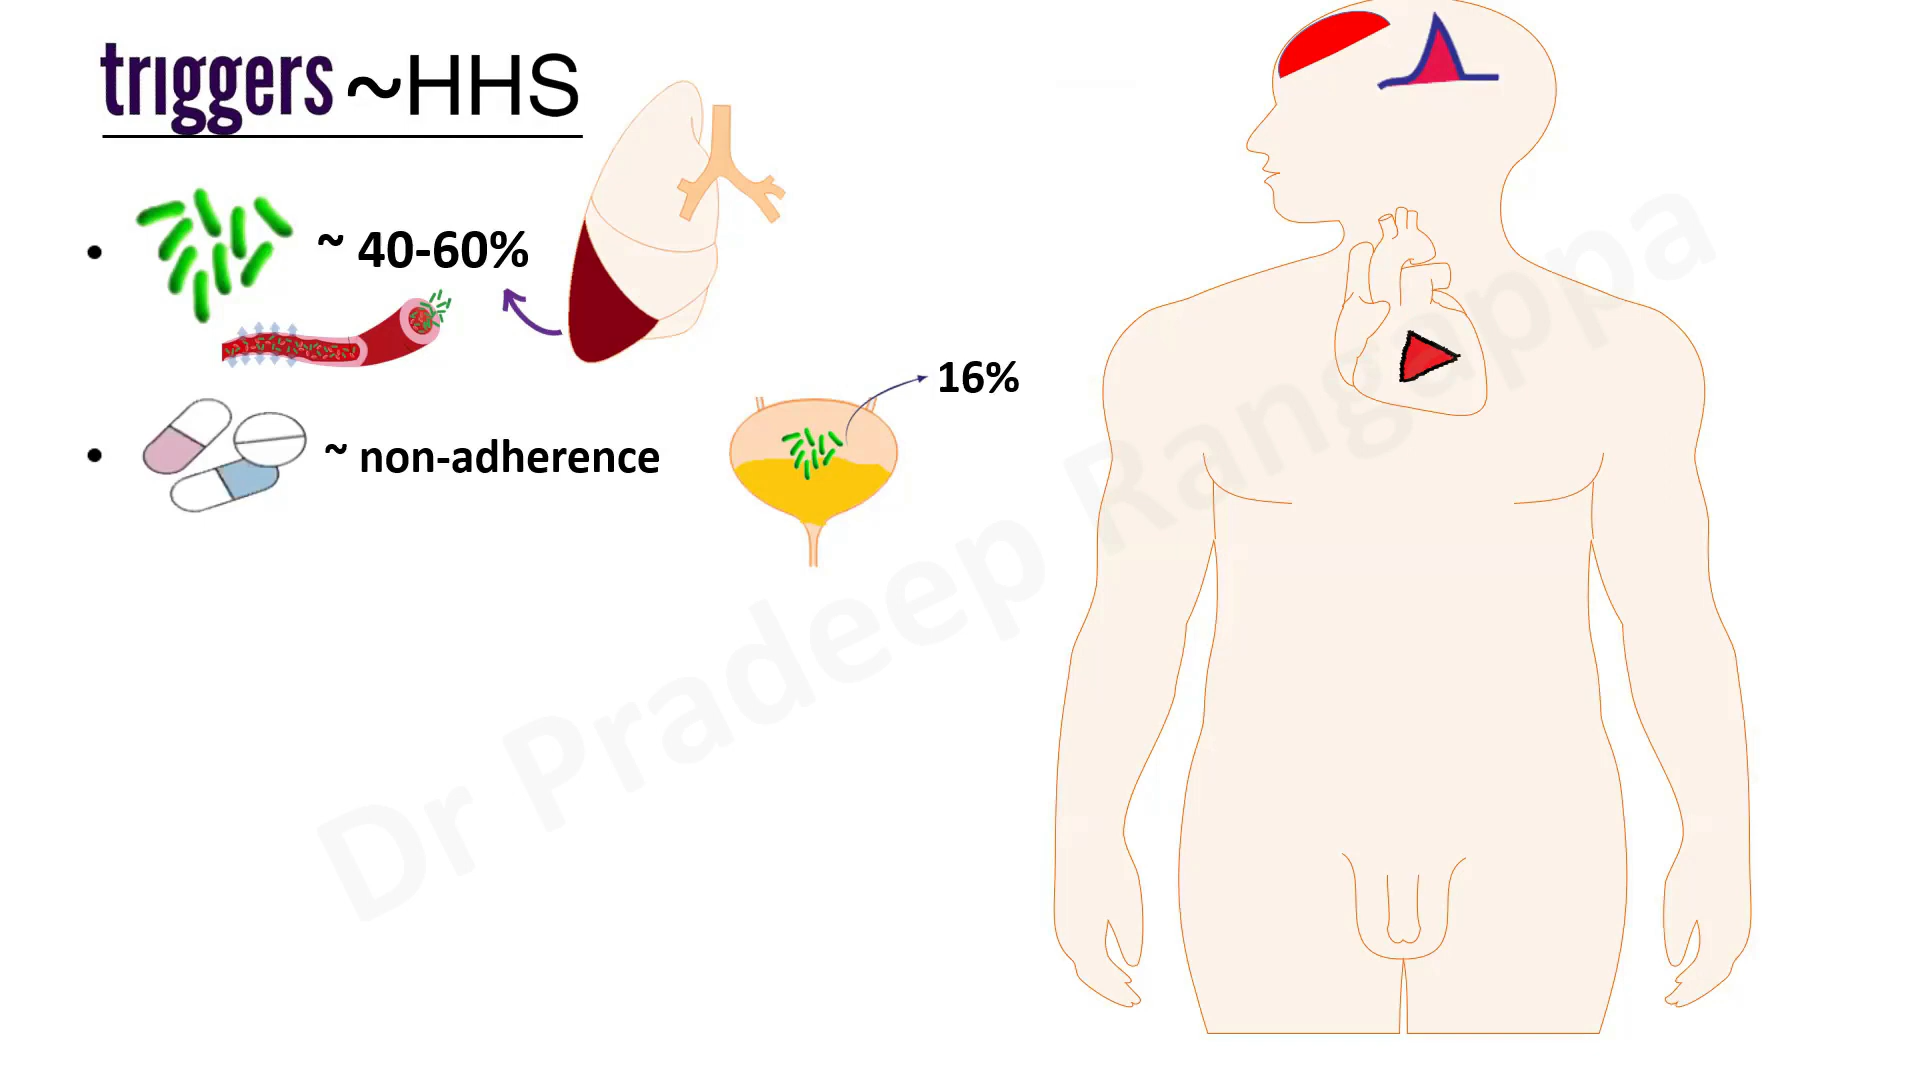 triggers ~HHS
~ 40-60%
16%
~ non-adherence
Dr Pradeep Rangappa